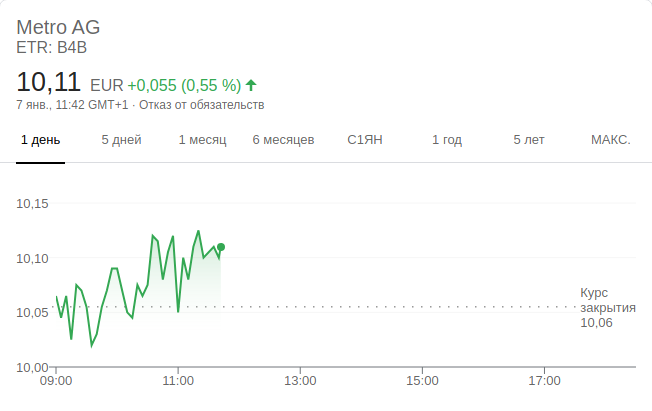 Metro AG
ETR: B4B
10,11 EUR +0,055 (0,55 %)
7 янв., 11:42 GMT+1 · Отказ от обязательств
1 день 5 дней 1 месяц 6 месяцев С1ЯН 1 год 5 лет МАКС.
10,15
10,10
Курс
закрытия
10,06
10,05
10,00
09:00 11:00 13:00 15:00 17:00